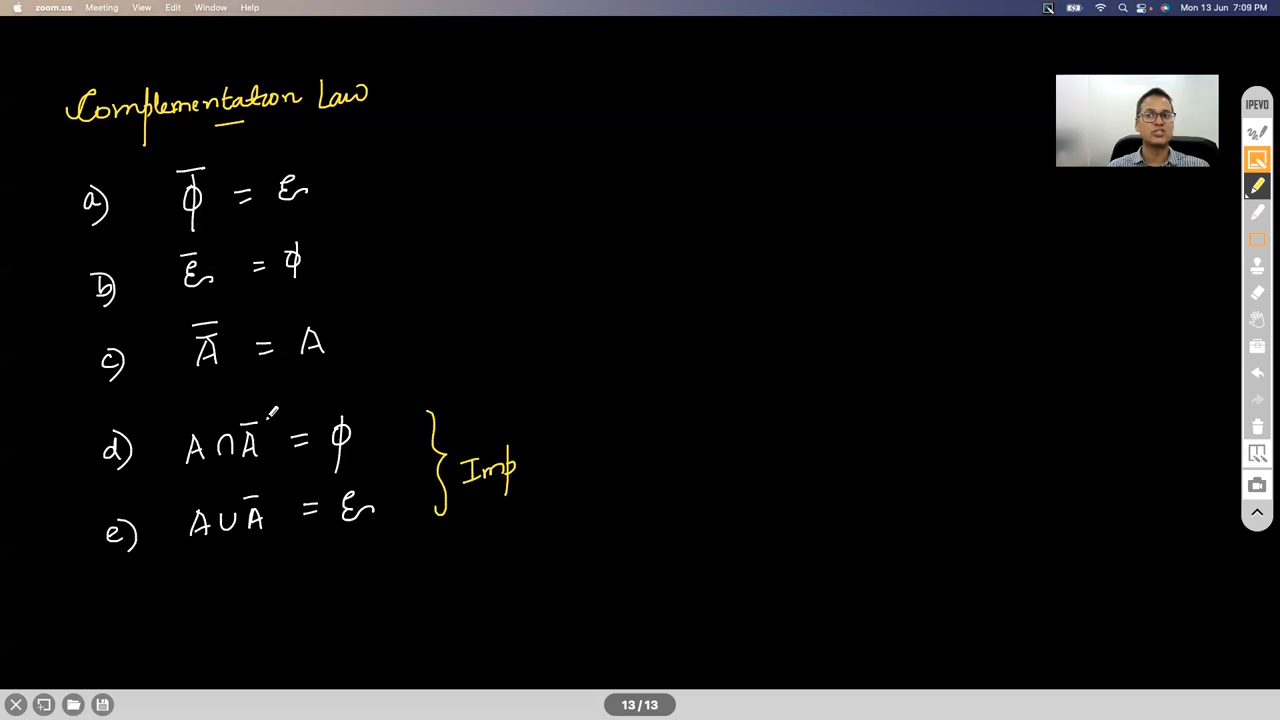 zoom.us Meeting View Edit Window Help Mon 13 Jun 7:09 PM
IPEVO
Complementation Law
a) ϕ̅ = ℰ
b) ℰ̅ = ϕ
c) A̿ = A
d) A ∩ A̅ = ϕ
e) A ∪ A̅ = ℰ
} Imp
13/13